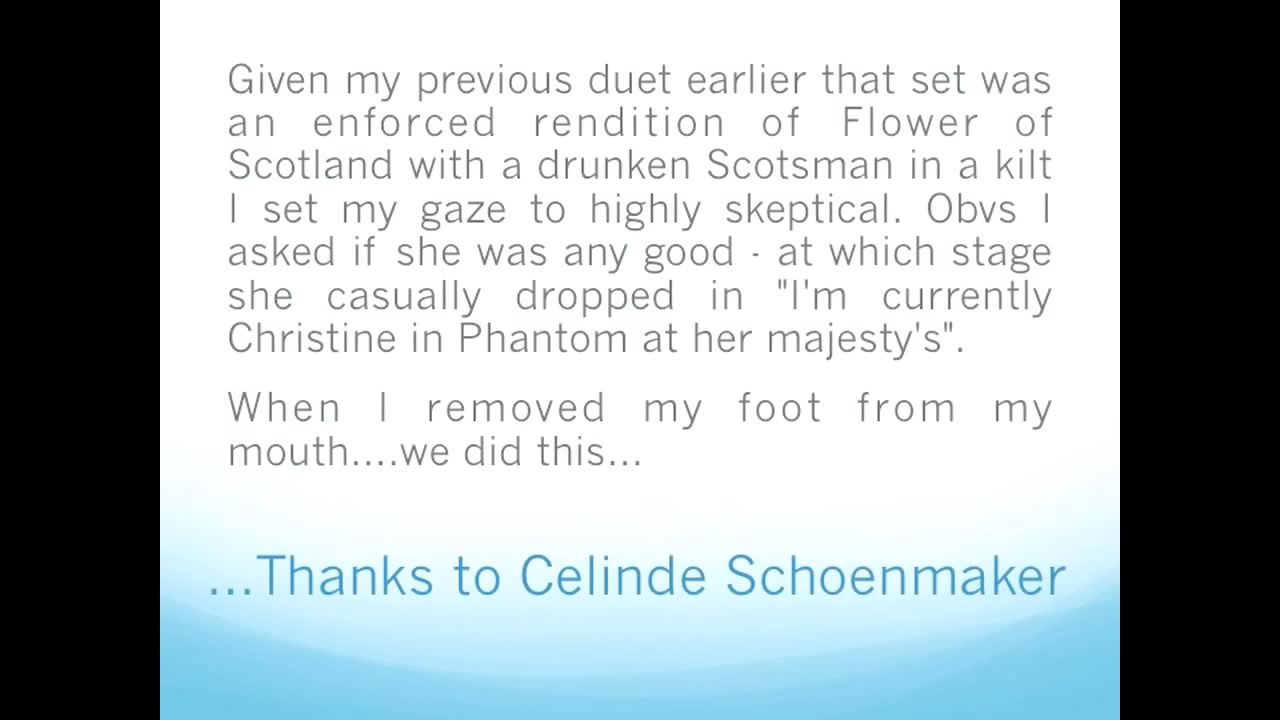 Given my previous duet earlier that set was
an enforced rendition of Flower of
Scotland with a drunken Scotsman in a kilt
I set my gaze to highly skeptical. Obvs I
asked if she was any good - at which stage
she casually dropped in "I'm currently
Christine in Phantom at her majesty's".
When I removed my foot from my
mouth....we did this...
...Thanks to Celinde Schoenmaker